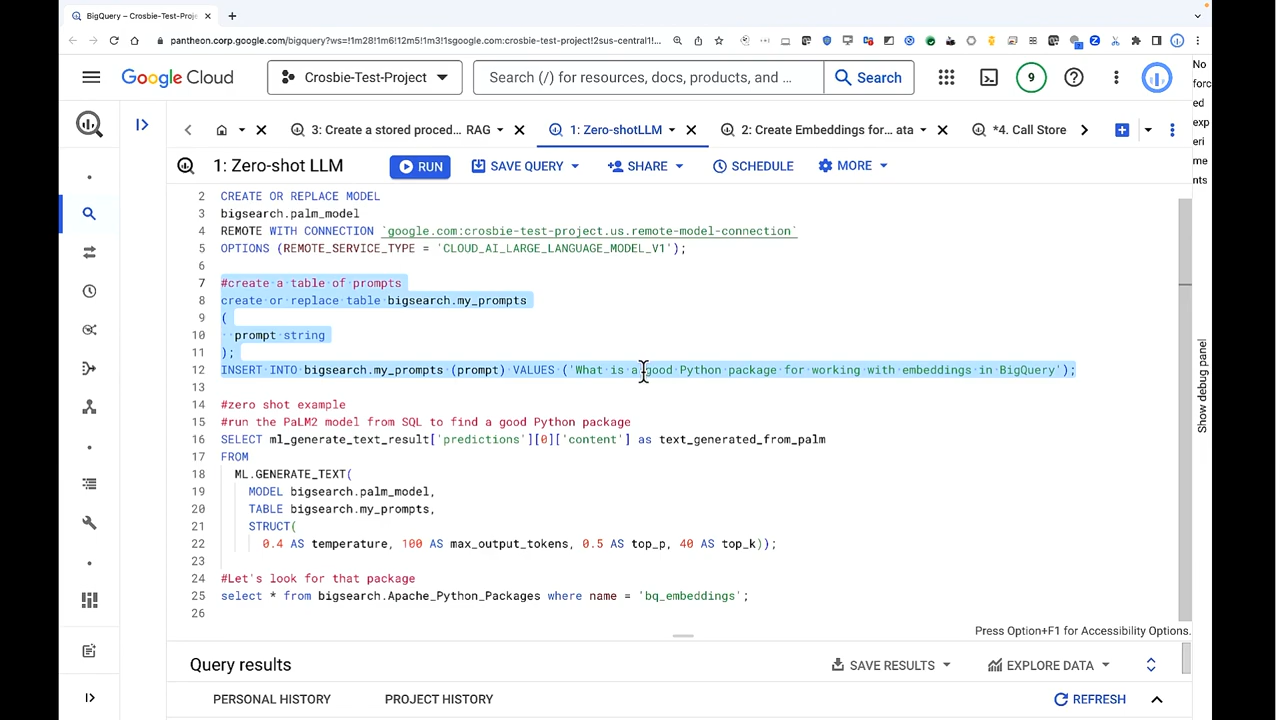 BigQuery – Crosbie-Test-Proje
pantheon.corp.google.com/bigquery?ws=!1m28!1m6!12m5!1m3!1sgoogle.com:crosbie-test-project!2sus-central1!...
Google Cloud
Crosbie-Test-Project
Search (/) for resources, docs, products, and ...
Search
9
No forc ed exp eri me nts
3: Create a stored proced... RAG
1: Zero-shotLLM
2: Create Embeddings for... ata
*4. Call Store
1: Zero-shot LLM
RUN
SAVE QUERY
SHARE
SCHEDULE
MORE
2 CREATE OR REPLACE MODEL
3 bigsearch.palm_model
4 REMOTE WITH CONNECTION `google.com:crosbie-test-project.us.remote-model-connection`
5 OPTIONS (REMOTE_SERVICE_TYPE = 'CLOUD_AI_LARGE_LANGUAGE_MODEL_V1');
6
7 #create a table of prompts
8 create or replace table bigsearch.my_prompts
9 (
10 prompt string
11 );
12 INSERT INTO bigsearch.my_prompts (prompt) VALUES ('What is a good Python package for working with embeddings in BigQuery');
13
14 #zero shot example
15 #run the PaLM2 model from SQL to find a good Python package
16 SELECT ml_generate_text_result['predictions'][0]['content'] as text_generated_from_palm
17 FROM
18 ML.GENERATE_TEXT(
19 MODEL bigsearch.palm_model,
20 TABLE bigsearch.my_prompts,
21 STRUCT(
22 0.4 AS temperature, 100 AS max_output_tokens, 0.5 AS top_p, 40 AS top_k));
23
24 #Let's look for that package
25 select * from bigsearch.Apache_Python_Packages where name = 'bq_embeddings';
26
Show debug panel
Press Option+F1 for Accessibility Options.
Query results
SAVE RESULTS
EXPLORE DATA
PERSONAL HISTORY
PROJECT HISTORY
REFRESH